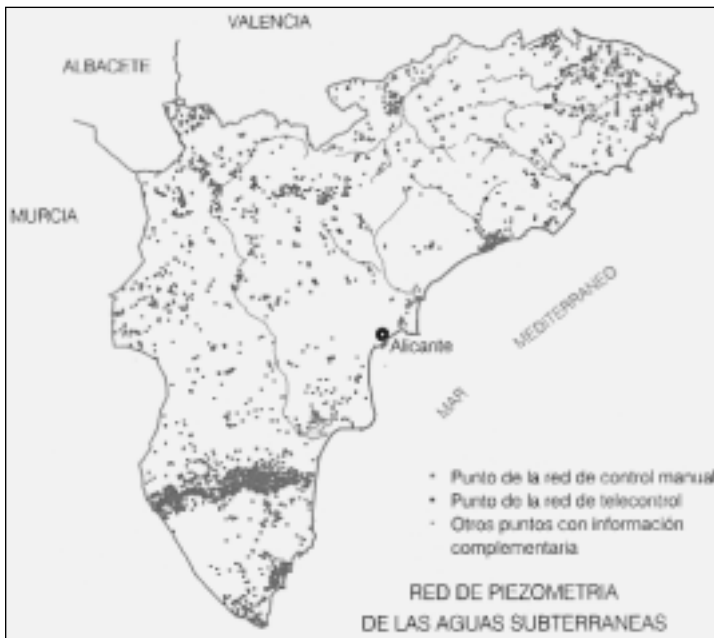 VALENCIA
ALBACETE
MURCIA
Alicante
MAR MEDITERRANEO
Punto de la red de control manual
Punto de la red de telecontrol
Otros puntos con información
complementaria
RED DE PIEZOMETRIA
DE LAS AGUAS SUBTERRANEAS